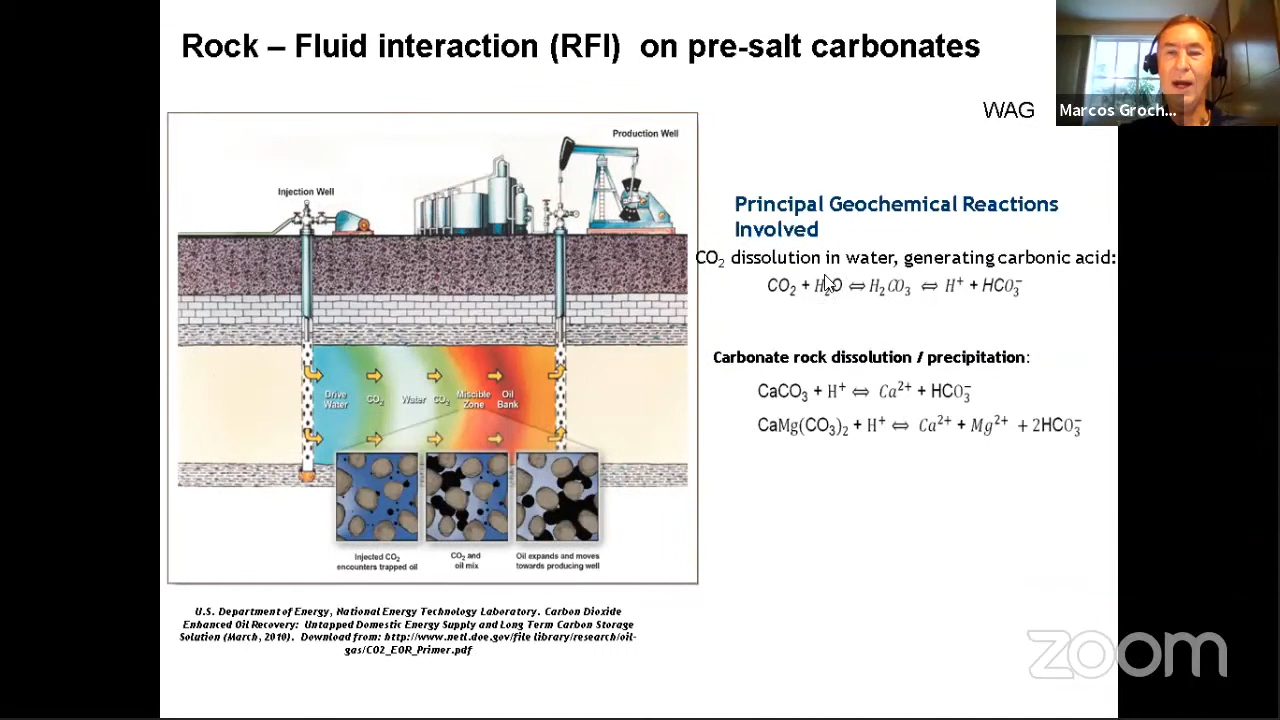 Rock – Fluid interaction (RFI) on pre-salt carbonates
WAG
Marcos Groch...
Production Well
Injection Well
Drive
Water
CO₂
Water
CO₂
Miscible
Zone
Oil
Bank
Injected CO₂
encounters trapped oil
CO₂ and
oil mix
Oil expands and moves
towards producing well
U.S. Department of Energy, National Energy Technology Laboratory. Carbon Dioxide
Enhanced Oil Recovery: Untapped Domestic Energy Supply and Long Term Carbon Storage
Solution (March, 2010). Download from: http://www.netl.doe.gov/file library/research/oil-
gas/CO2_EOR_Primer.pdf
Principal Geochemical Reactions
Involved
CO₂ dissolution in water, generating carbonic acid:
CO₂ + H₂O ⇔ H₂CO₃ ⇔ H⁺ + HCO₃⁻
Carbonate rock dissolution / precipitation:
CaCO₃ + H⁺ ⇔ Ca²⁺ + HCO₃⁻
CaMg(CO₃)₂ + H⁺ ⇔ Ca²⁺ + Mg²⁺ + 2HCO₃⁻
zoom